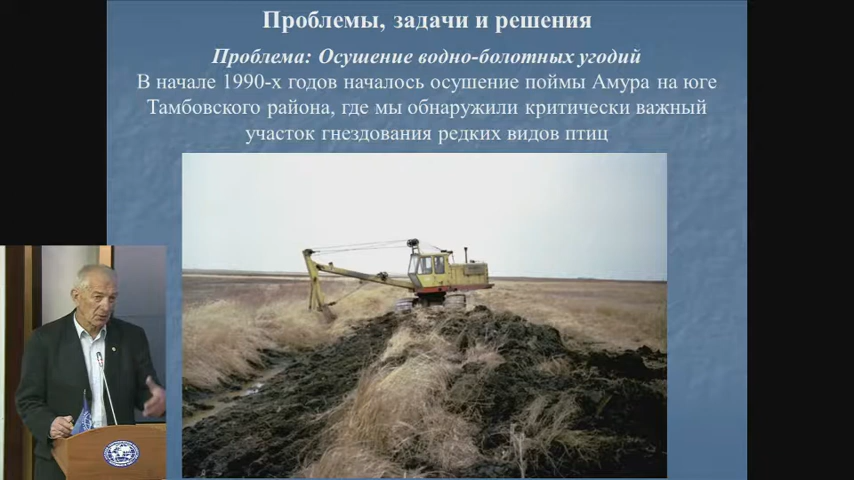 Проблемы, задачи и решения
Проблема: Осушение водно-болотных угодий
В начале 1990-х годов началось осушение поймы Амура на юге
Тамбовского района, где мы обнаружили критически важный
участок гнездования редких видов птиц